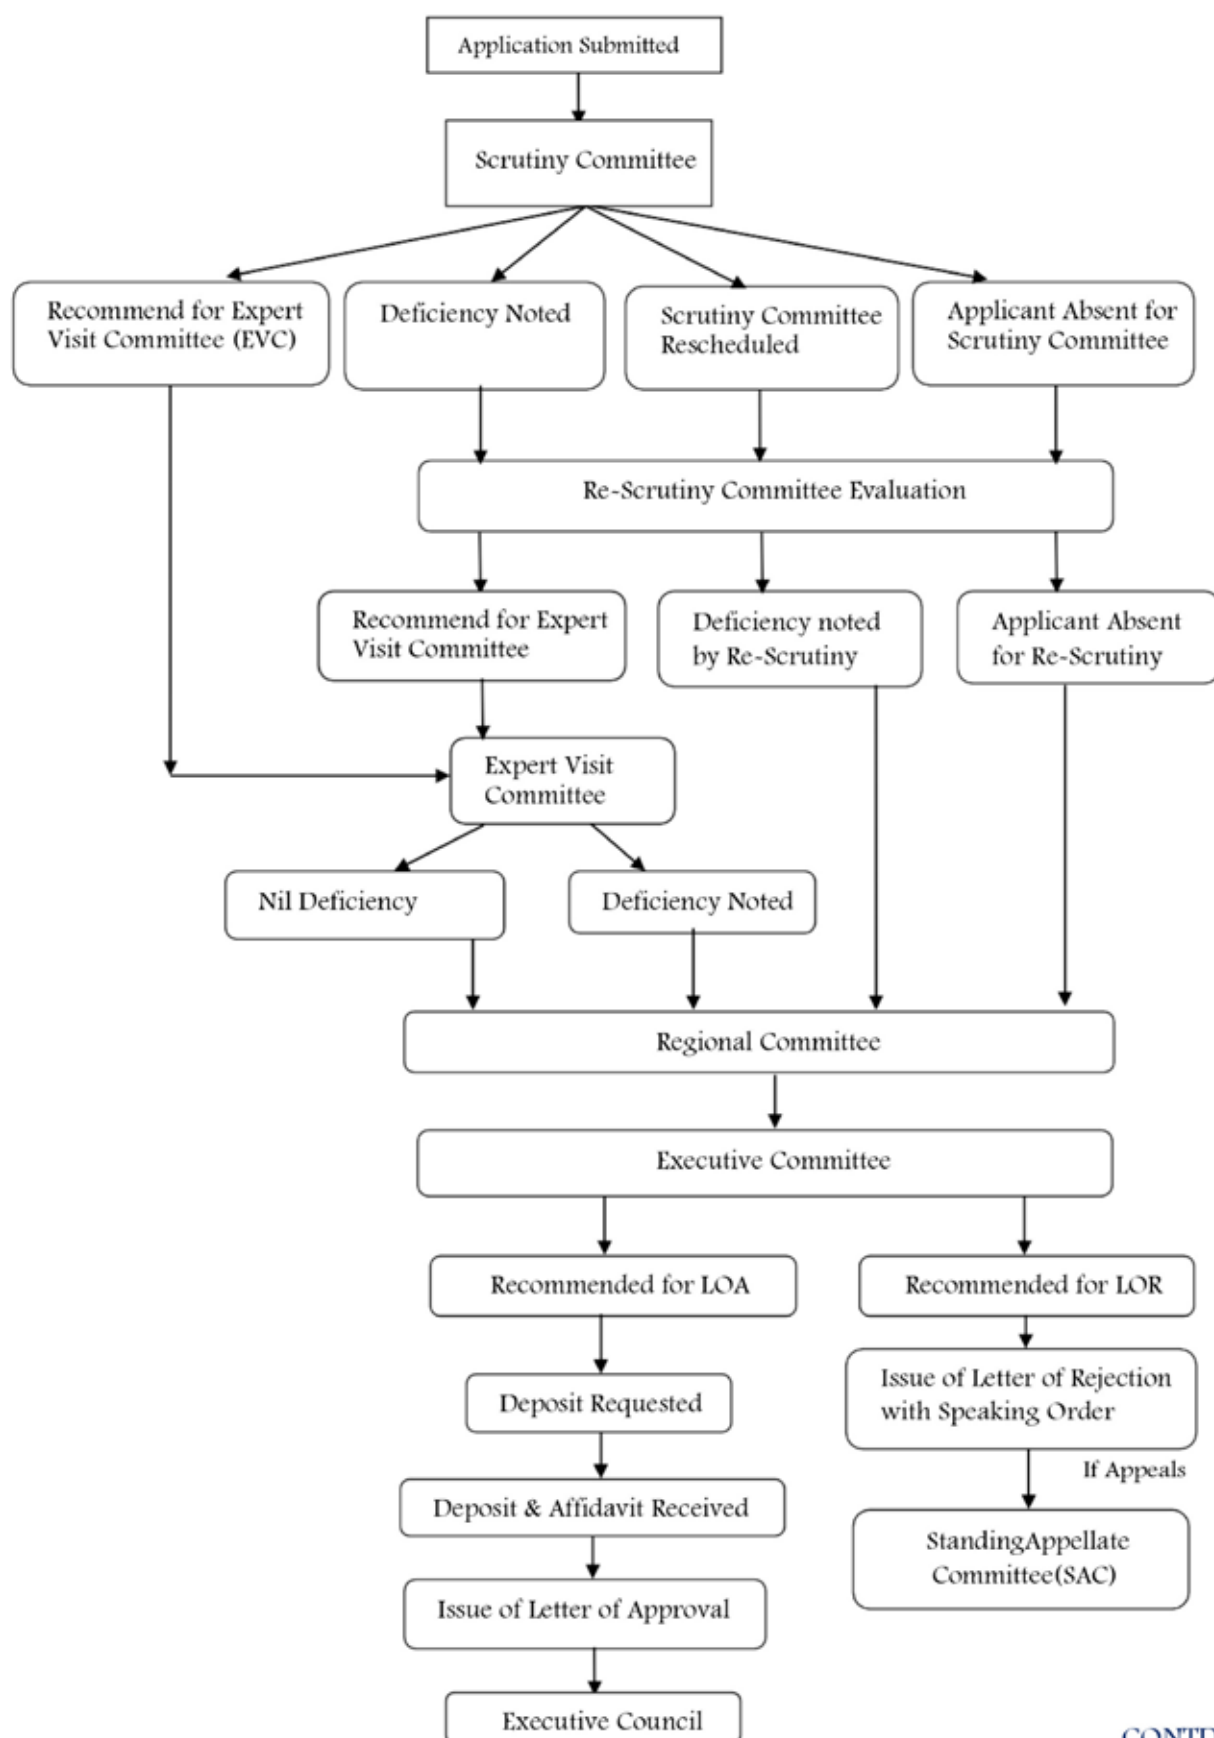 Application Submitted
Scrutiny Committee
Recommend for Expert
Visit Committee (EVC)
Deficiency Noted
Scrutiny Committee
Rescheduled
Applicant Absent for
Scrutiny Committee
Re-Scrutiny Committee Evaluation
Recommend for Expert
Visit Committee
Deficiency noted
by Re-Scrutiny
Applicant Absent
for Re-Scrutiny
Expert Visit
Committee
Nil Deficiency
Deficiency Noted
Regional Committee
Executive Committee
Recommended for LOA
Recommended for LOR
Deposit Requested
Issue of Letter of Rejection
with Speaking Order
If Appeals
Deposit & Affidavit Received
StandingAppellate
Committee(SAC)
Issue of Letter of Approval
Executive Council